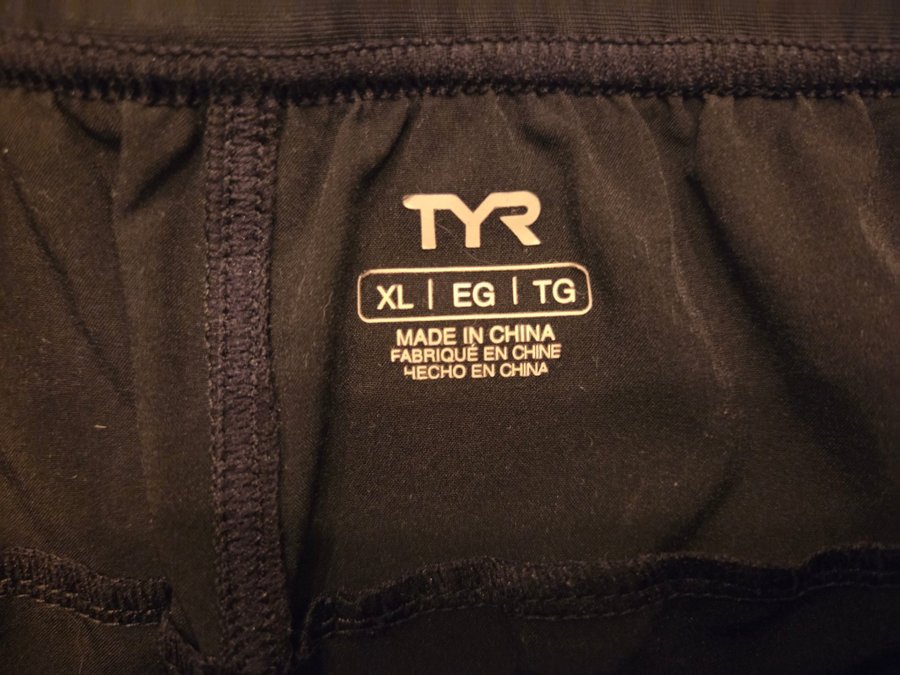 TYR
XL | EG | TG
MADE IN CHINA
FABRIQUÉ EN CHINE
HECHO EN CHINA